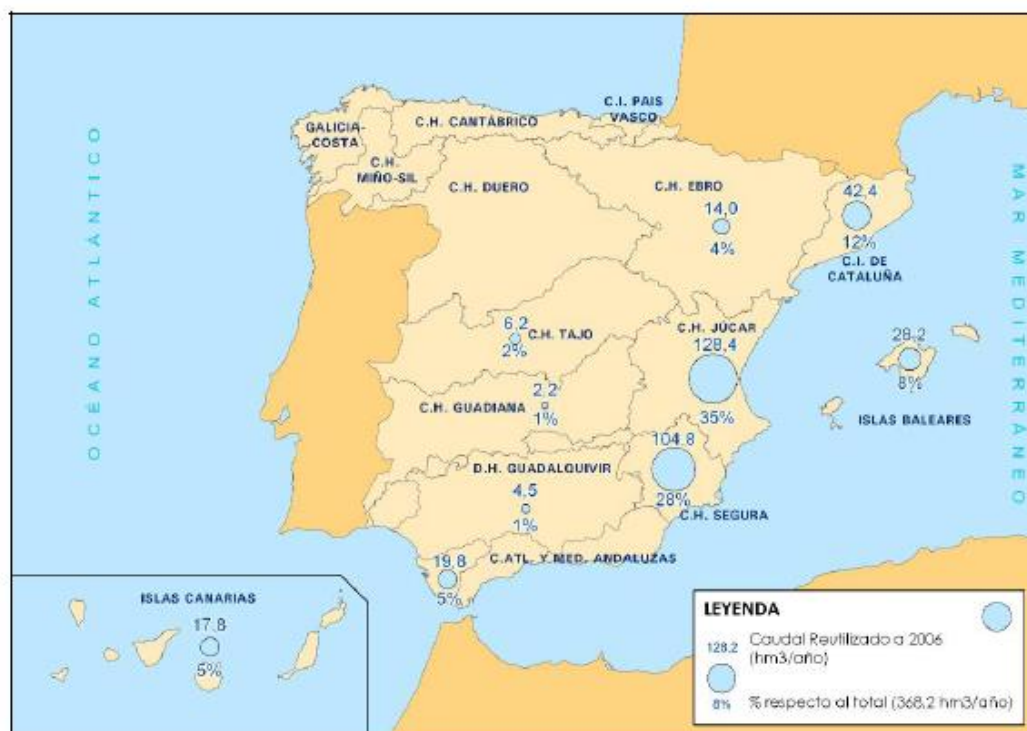 OCÉANO ATLÁNTICO
MAR MEDITERRANEO
GALICIA-
COSTA
C.H. CANTÁBRICO
C.I. PAIS
VASCO
C.H.
MIÑO-SIL
C.H. DUERO
C.H. EBRO
14,0
4%
42,4
12%
C.I. DE
CATALUÑA
6,2
C.H. TAJO
2%
C.H. JÚCAR
128,4
35%
28,2
8%
ISLAS BALEARES
2,2
C.H. GUADIANA
1%
104,8
28%
C.H. SEGURA
D.H. GUADALQUIVIR
4,5
1%
19,8
C.ATL. Y MED. ANDALUZAS
5%
ISLAS CANARIAS
17,8
5%
LEYENDA
128,2 Caudal Reutilizado a 2006
(hm3/año)
8% % respecto al total (368,2 hm3/año)